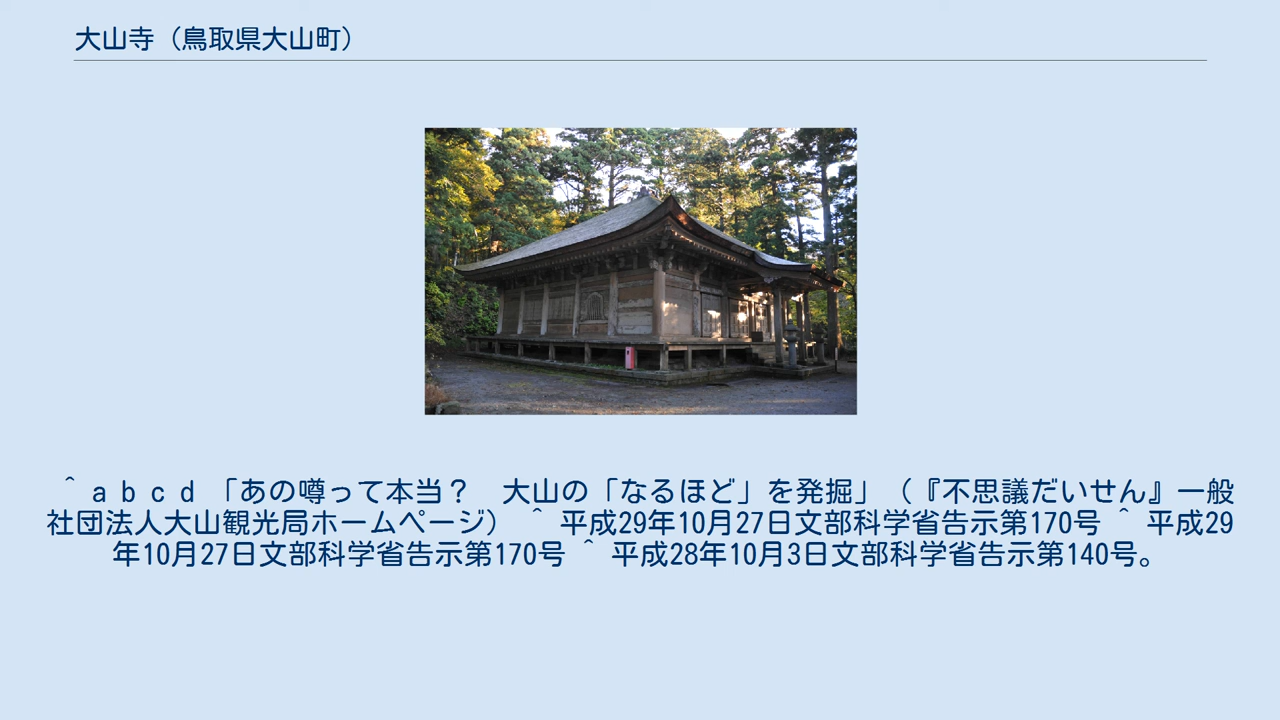 大山寺（鳥取県大山町）
^ a b c d 「あの噂って本当？　大山の「なるほど」を発掘」（『不思議だいせん』一般
社団法人大山観光局ホームページ） ^ 平成29年10月27日文部科学省告示第170号 ^ 平成29
年10月27日文部科学省告示第170号 ^ 平成28年10月3日文部科学省告示第140号。